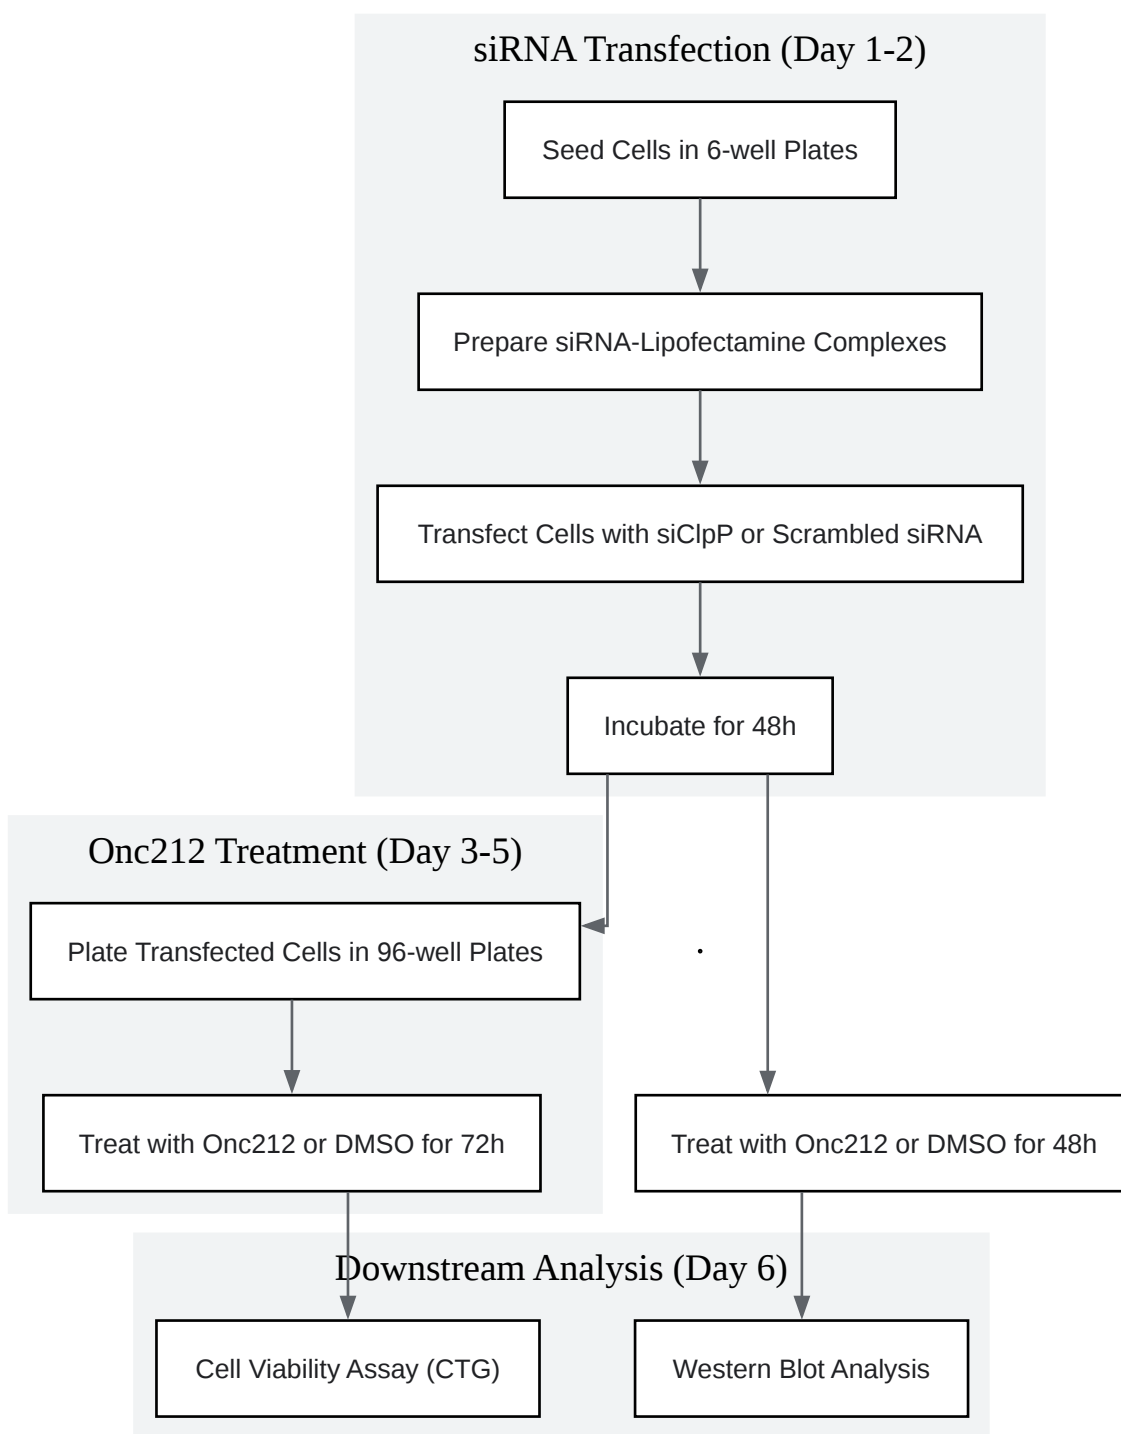 siRNA Transfection (Day 1-2)
Seed Cells in 6-well Plates
Prepare siRNA-Lipofectamine Complexes
Transfect Cells with siClpP or Scrambled siRNA
Incubate for 48h
Onc212 Treatment (Day 3-5)
Plate Transfected Cells in 96-well Plates
.
Treat with Onc212 or DMSO for 72h
Treat with Onc212 or DMSO for 48h
Downstream Analysis (Day 6)
Cell Viability Assay (CTG)
Western Blot Analysis